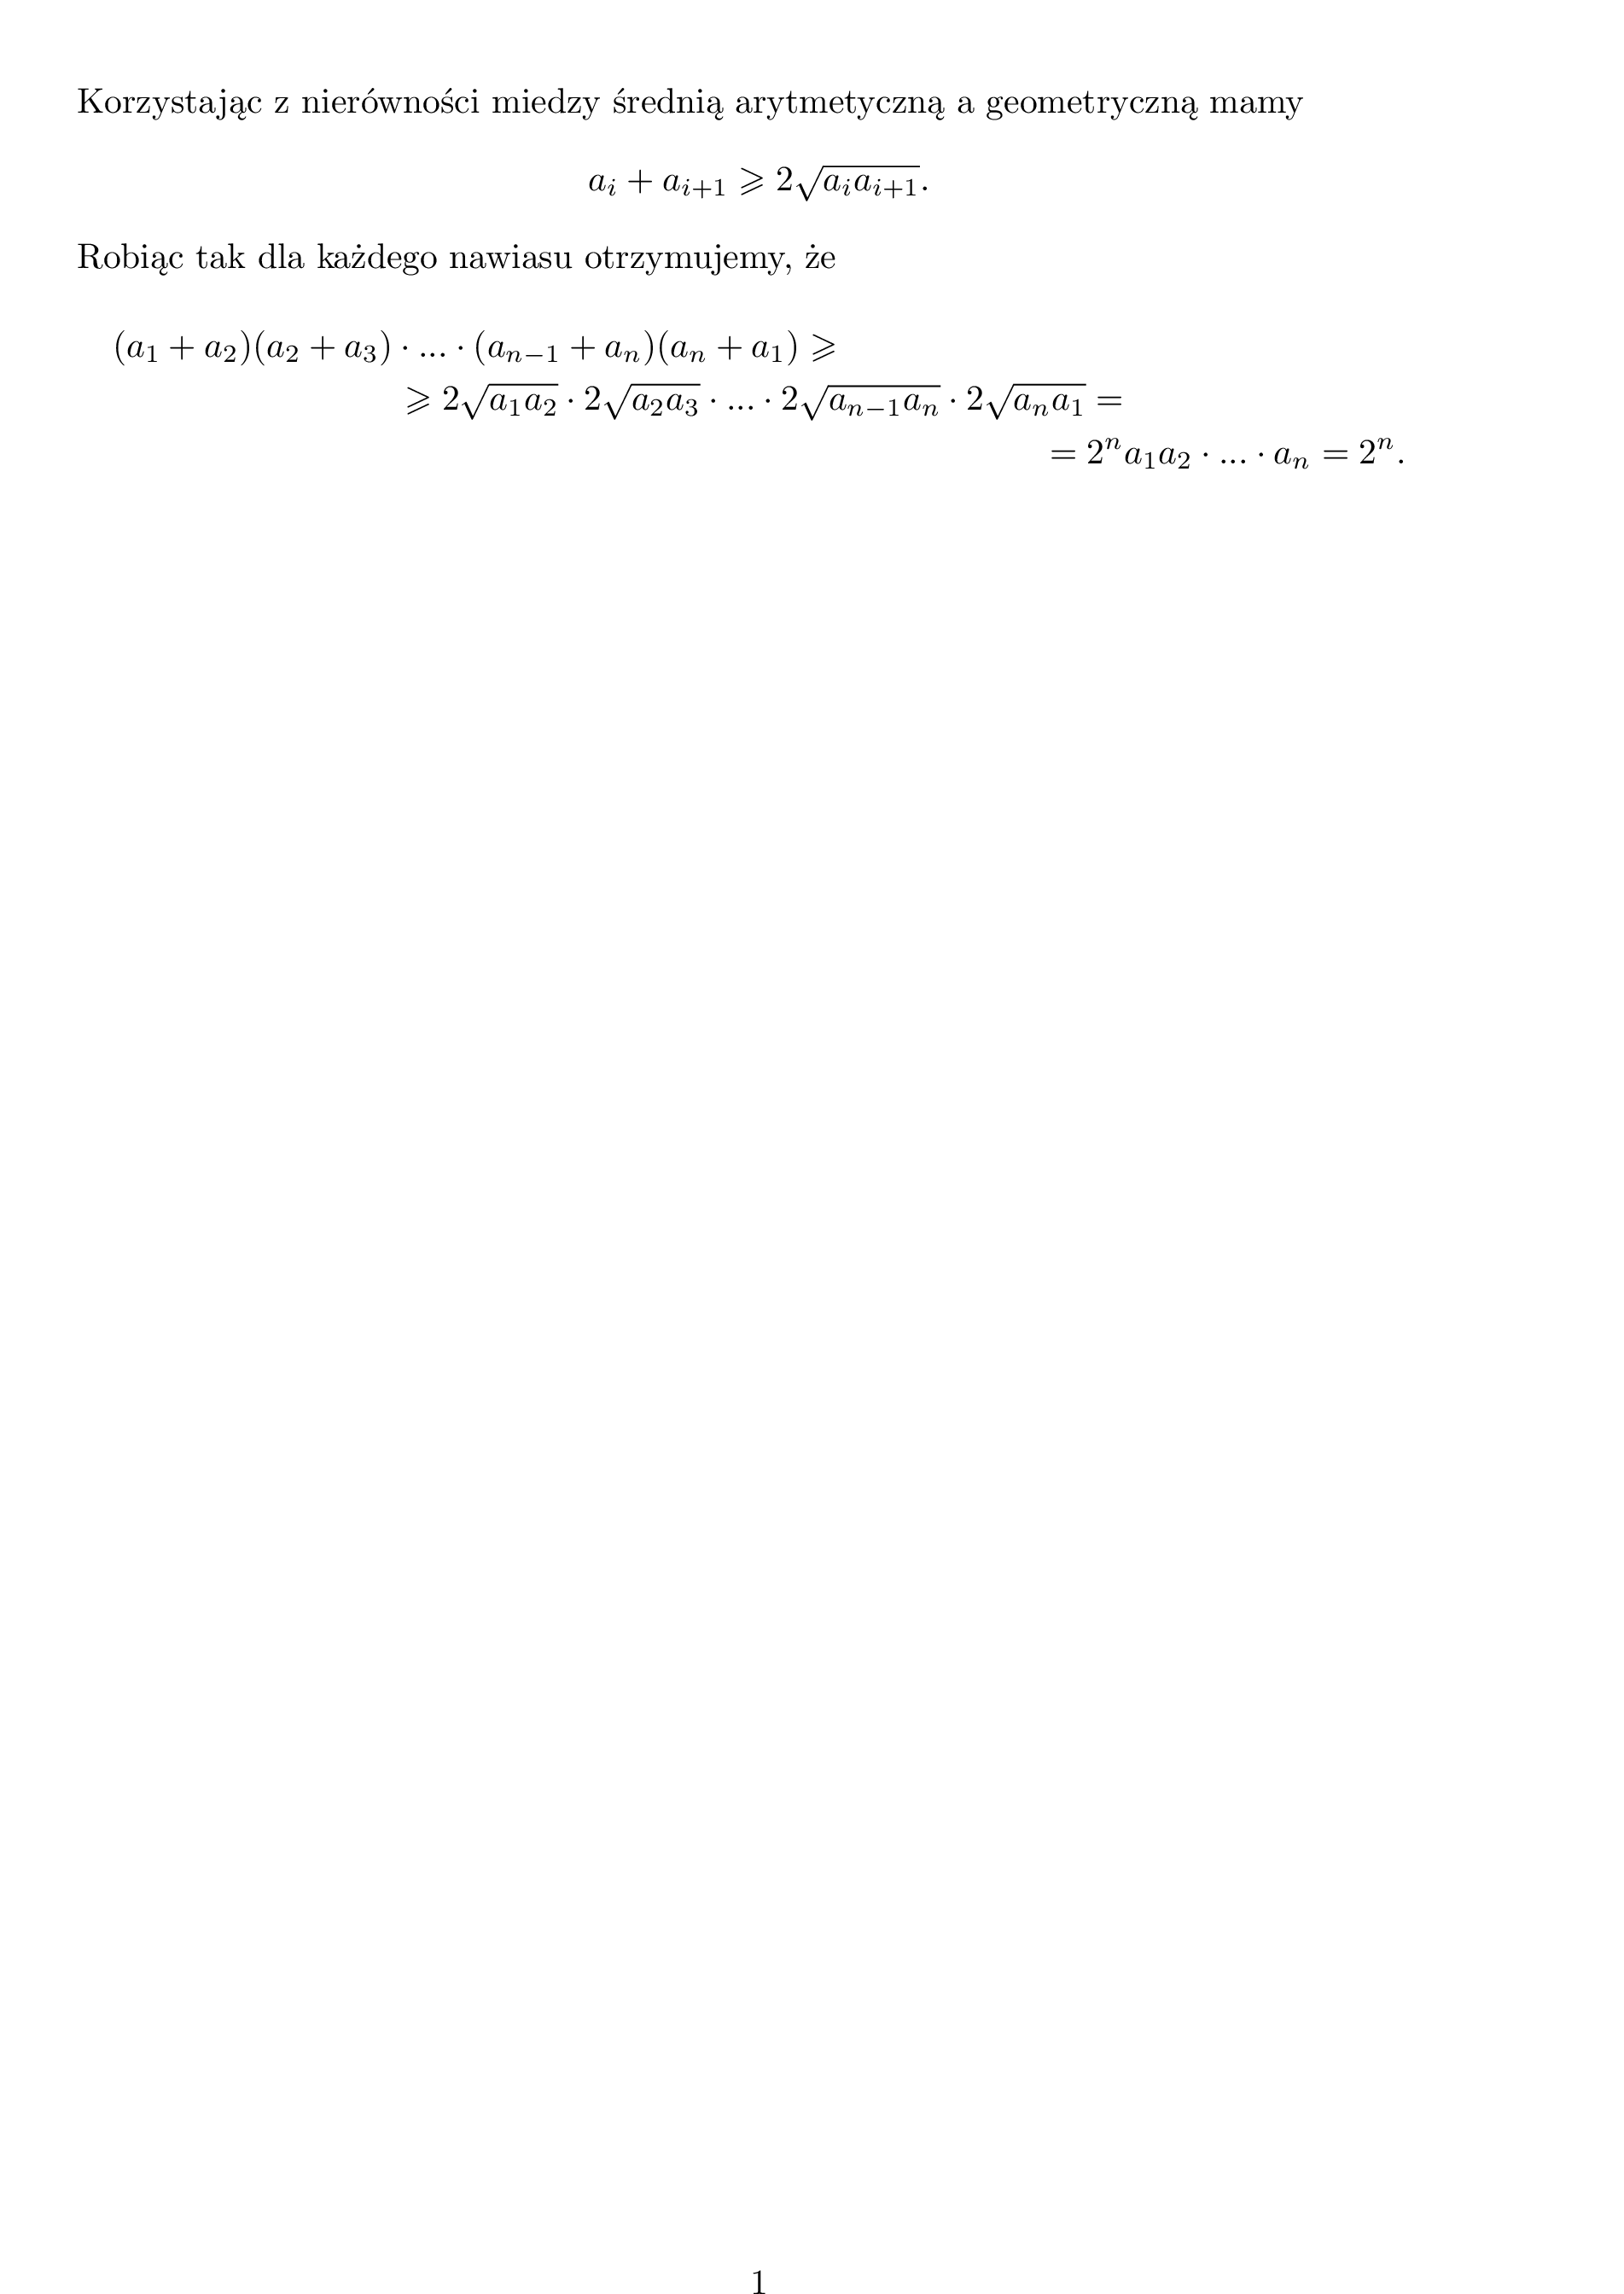 Korzystając z nierówności miedzy średnią arytmetyczną a geometryczną mamy
$a_i + a_{i+1} \geqslant 2\sqrt{a_i a_{i+1}}.$
Robiąc tak dla każdego nawiasu otrzymujemy, że
$(a_1 + a_2)(a_2 + a_3) \cdot ... \cdot (a_{n-1} + a_n)(a_n + a_1) \geqslant$
$\geqslant 2\sqrt{a_1 a_2} \cdot 2\sqrt{a_2 a_3} \cdot ... \cdot 2\sqrt{a_{n-1} a_n} \cdot 2\sqrt{a_n a_1} =$
$= 2^n a_1 a_2 \cdot ... \cdot a_n = 2^n.$
1